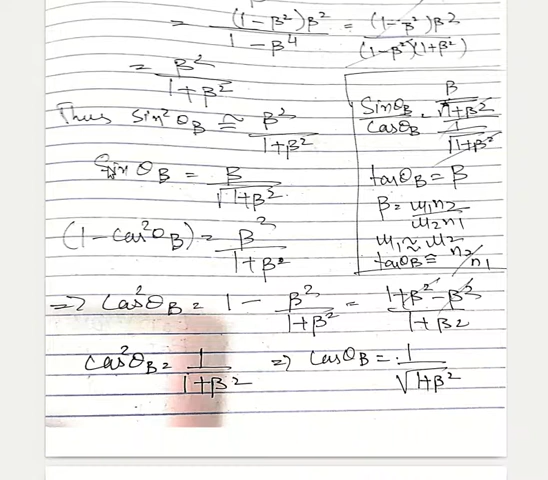 = (1-β²)β² / 1-β⁴ = (1-β²)β2 / (1-β²)(1+β²)
= β² / 1+β²
Thus Sin²θB ≅ β² / 1+β²
Sin θB = β / √1+β²
(1-cos²θB) = β² / 1+β²
=> Cos²θB = 1 - β² / 1+β² = 1+β²-β² / 1+β2
Cos²θB = 1 / 1+β2 => CosθB = 1 / √1+β²
SinθB / CosθB = β / √1+β² / 1 / √1+β²
tanθB = β
β = μ1n2 / μ2n1
μ1 ≈ μ2
tanθB ≅ n2/n1